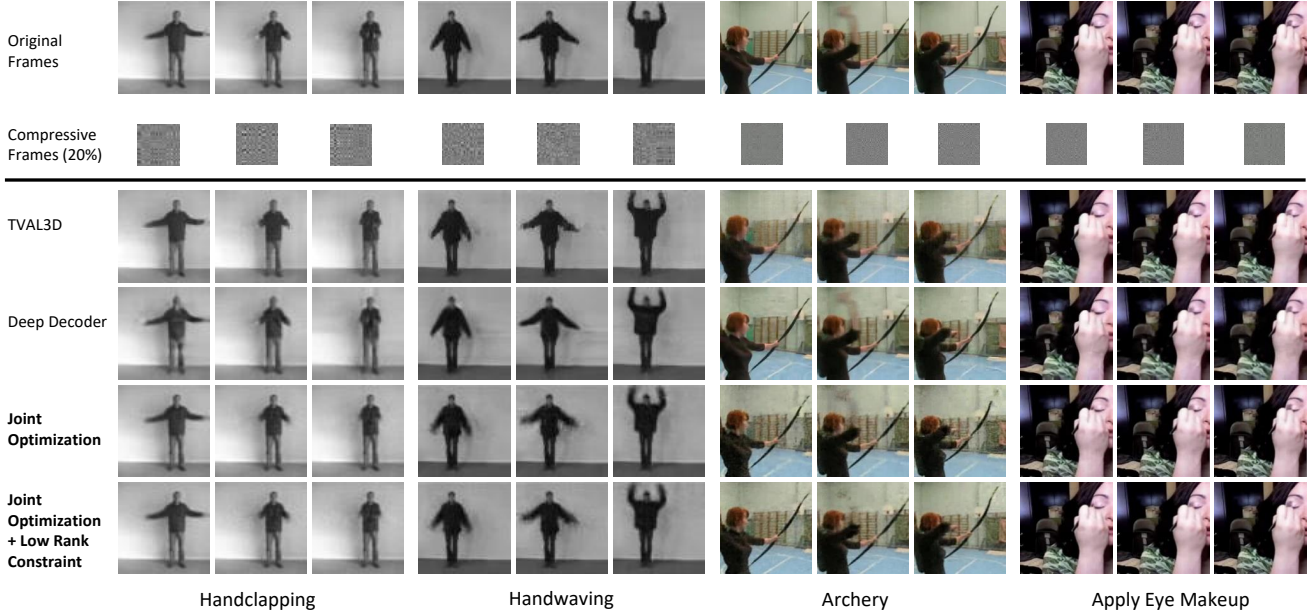 Original
Frames
Compressive
Frames (20%)
TVAL3D
Deep Decoder
Joint
Optimization
Joint
Optimization
+ Low Rank
Constraint
Handclapping
Handwaving
Archery
Apply Eye Makeup